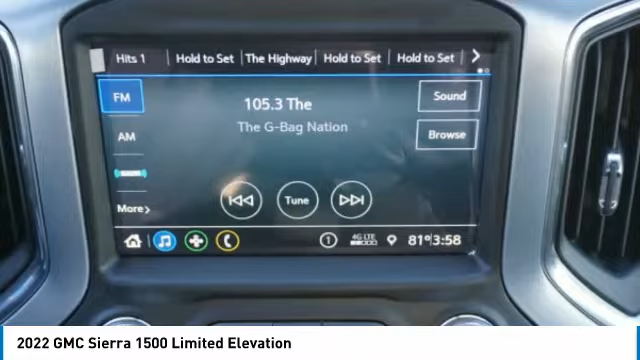 Hits 1 Hold to Set The Highway Hold to Set Hold to Set
FM
105.3 The
Sound
The G-Bag Nation
AM
Browse
More
Tune
1 4G LTE 81° 3:58
2022 GMC Sierra 1500 Limited Elevation